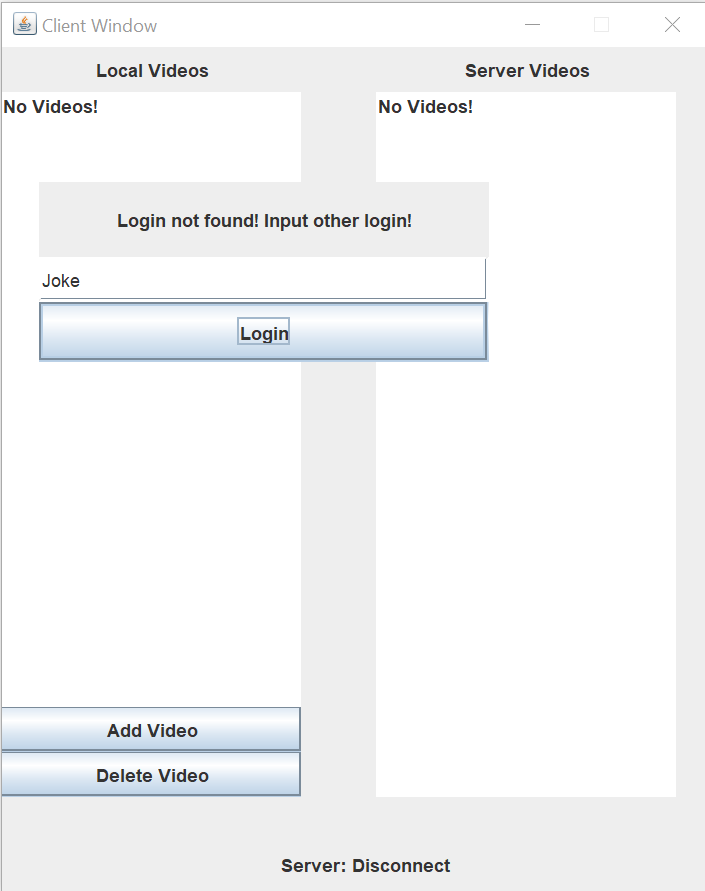 Client Window
Local Videos
Server Videos
No Videos!
No Videos!
Login not found! Input other login!
Joke
Login
Add Video
Delete Video
Server: Disconnect